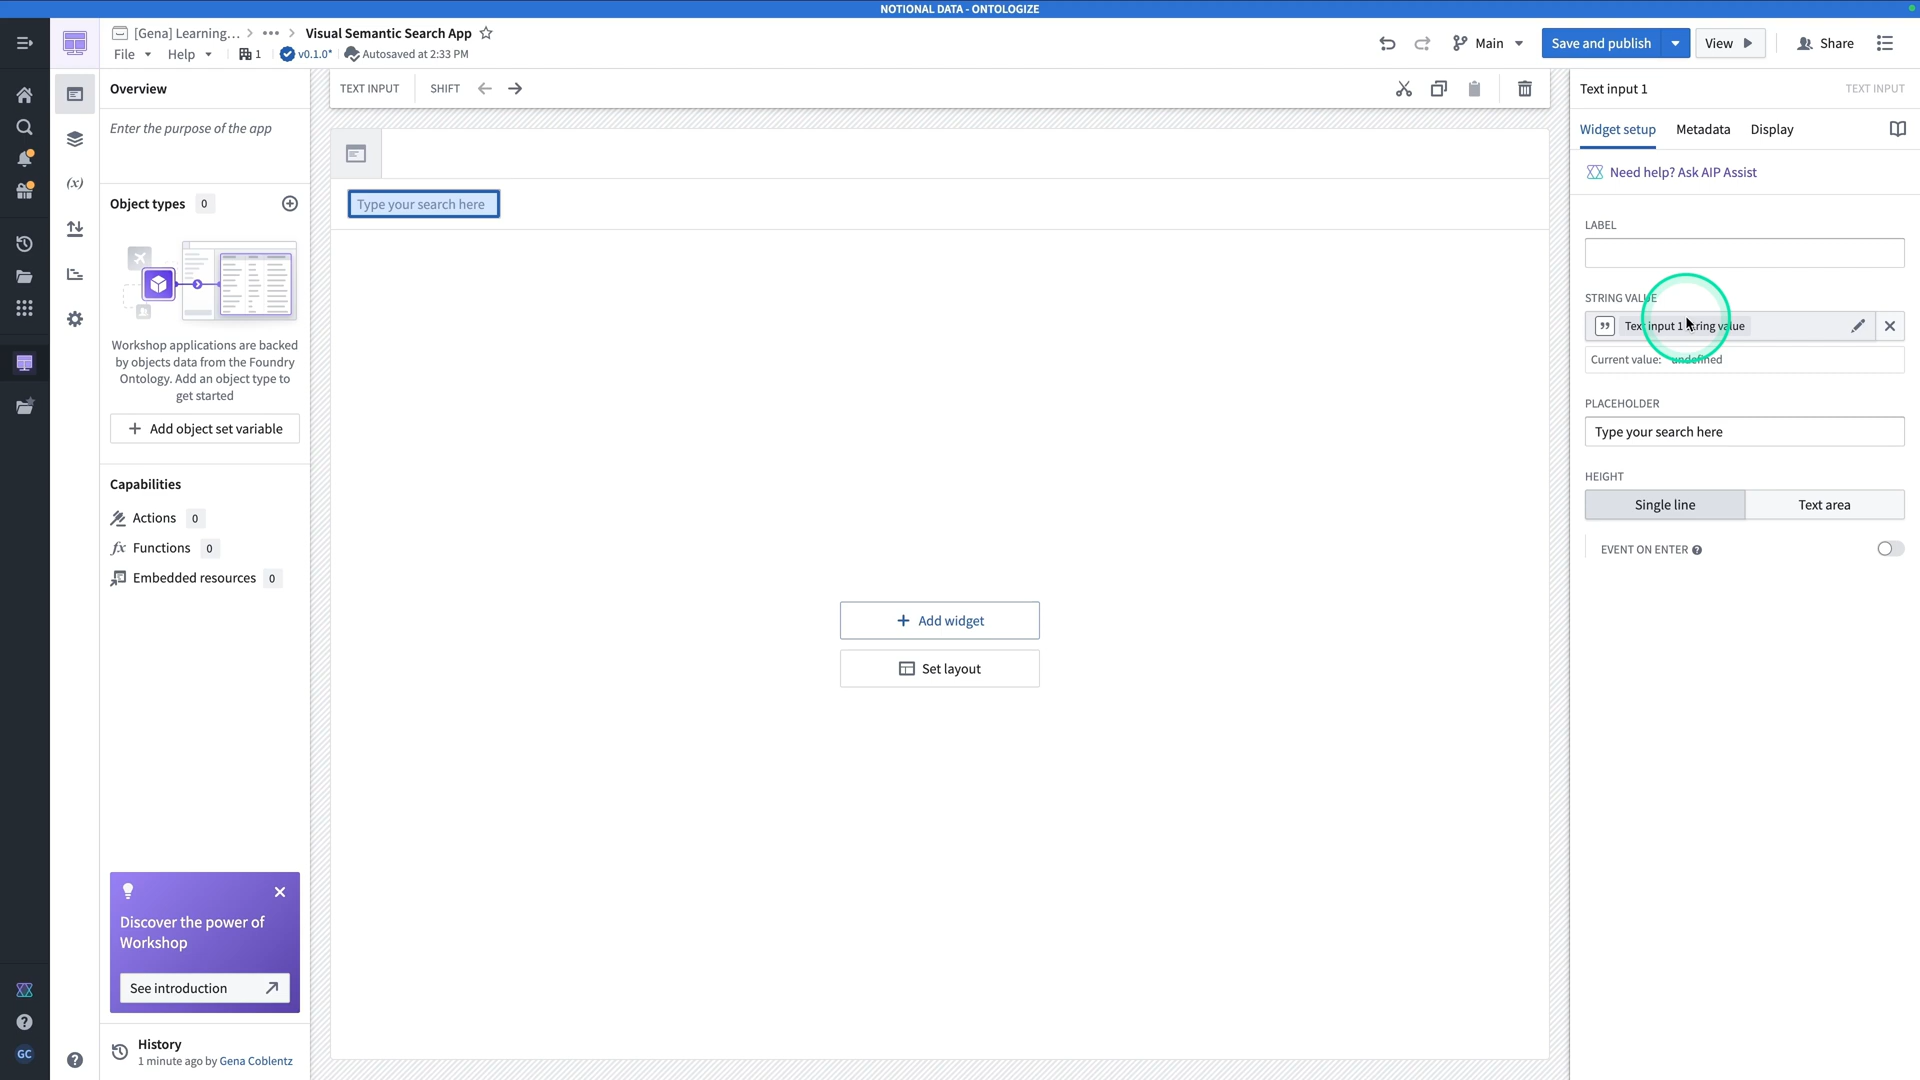 NOTIONAL DATA - ONTOLOGIZE
[Gena] Learning... > ••• > Visual Semantic Search App
File Help 1 v0.1.0* Autosaved at 2:33 PM
Main
Save and publish
View
Share
Overview
Enter the purpose of the app
Object types 0
Workshop applications are backed
by objects data from the Foundry
Ontology. Add an object type to
get started
+ Add object set variable
Capabilities
Actions 0
fx Functions 0
Embedded resources 0
Discover the power of
Workshop
See introduction
History
1 minute ago by Gena Coblentz
(x)
GC
TEXT INPUT SHIFT
Type your search here
+ Add widget
Set layout
Text input 1 TEXT INPUT
Widget setup Metadata Display
Need help? Ask AIP Assist
LABEL
STRING VALUE
Text input 1 string value
Current value: undefined
PLACEHOLDER
Type your search here
HEIGHT
Single line Text area
EVENT ON ENTER